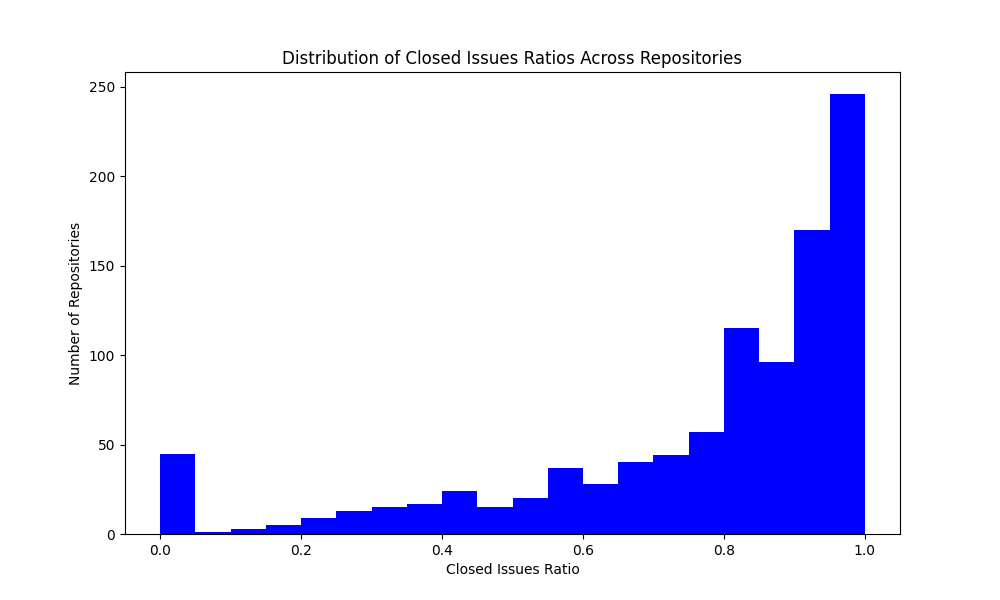 Distribution of Closed Issues Ratios Across Repositories
250
200
150
100
50
0
Number of Repositories
0.0 0.2 0.4 0.6 0.8 1.0
Closed Issues Ratio